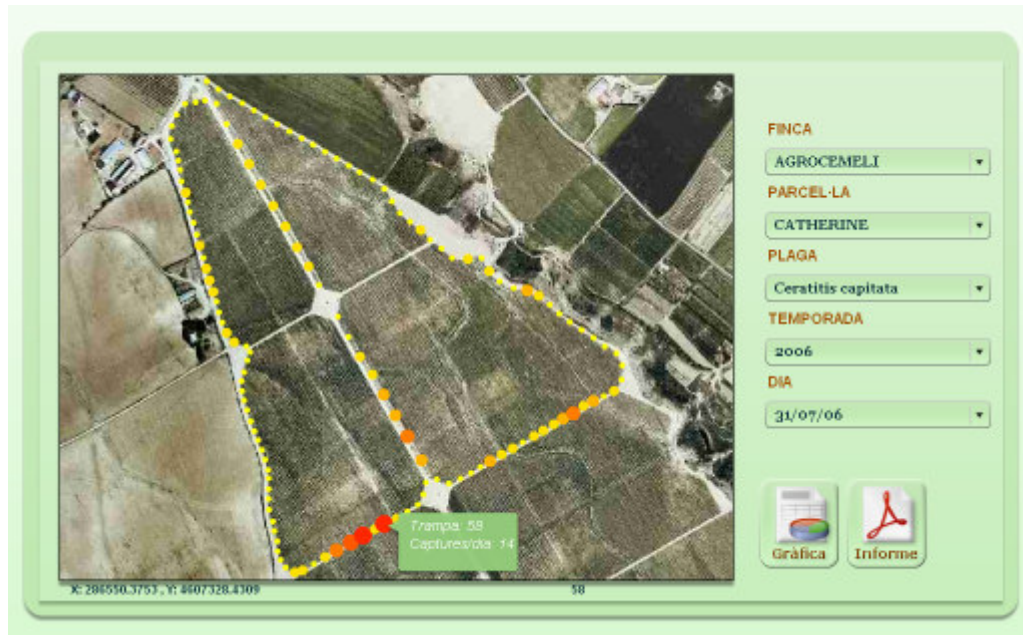 FINCA
AGROCEMELI
PARCEL·LA
CATHERINE
PLAGA
Ceratitis capitata
TEMPORADA
2006
DIA
31/07/06
Trampa: 58
Captures/dia: 14
Gràfica
Informe
X: 286550.3753 , Y: 4607328.4309
58